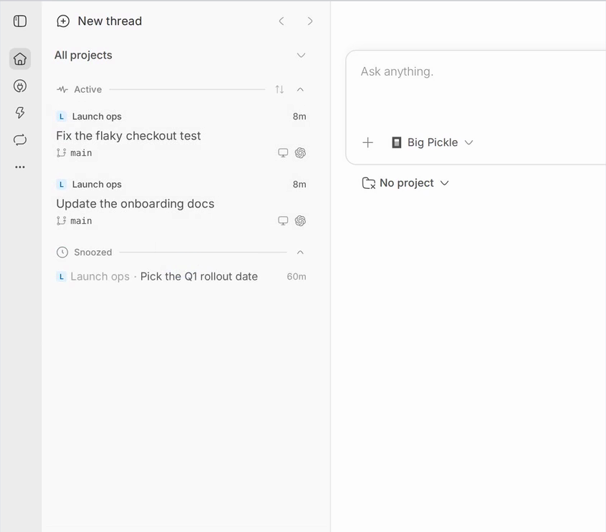 New thread
All projects
Active
L Launch ops 8m
Fix the flaky checkout test
main
L Launch ops 8m
Update the onboarding docs
main
Snoozed
L Launch ops · Pick the Q1 rollout date 60m
Ask anything.
Big Pickle
No project